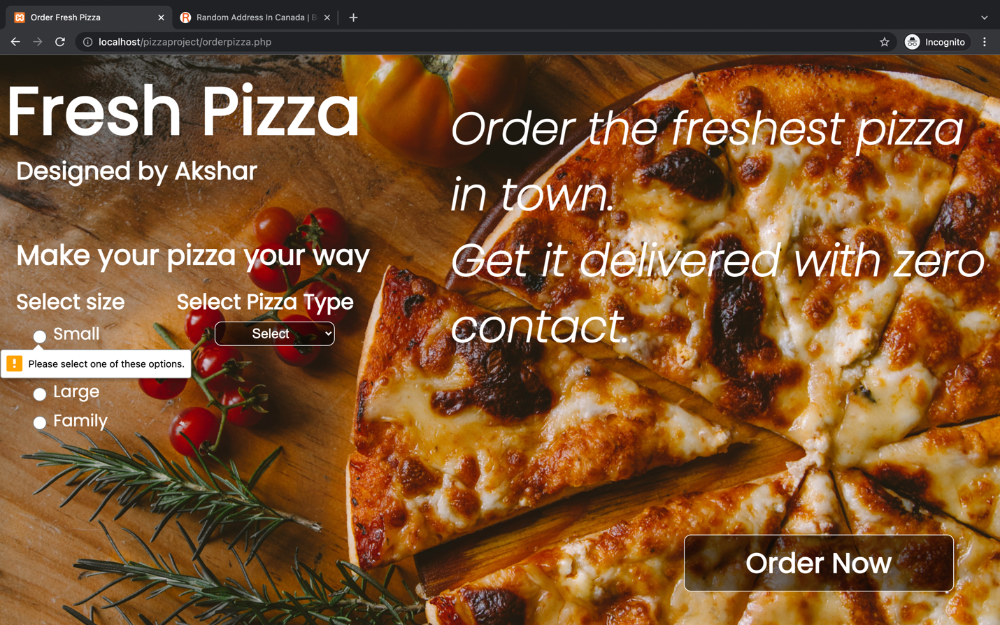 Order Fresh Pizza
Random Address In Canada | B
localhost/pizzaproject/orderpizza.php
Incognito
Fresh Pizza
Designed by Akshar
Order the freshest pizza
in town.
Get it delivered with zero
contact.
Make your pizza your way
Select size
Select Pizza Type
Small
Select
Please select one of these options.
Large
Family
Order Now